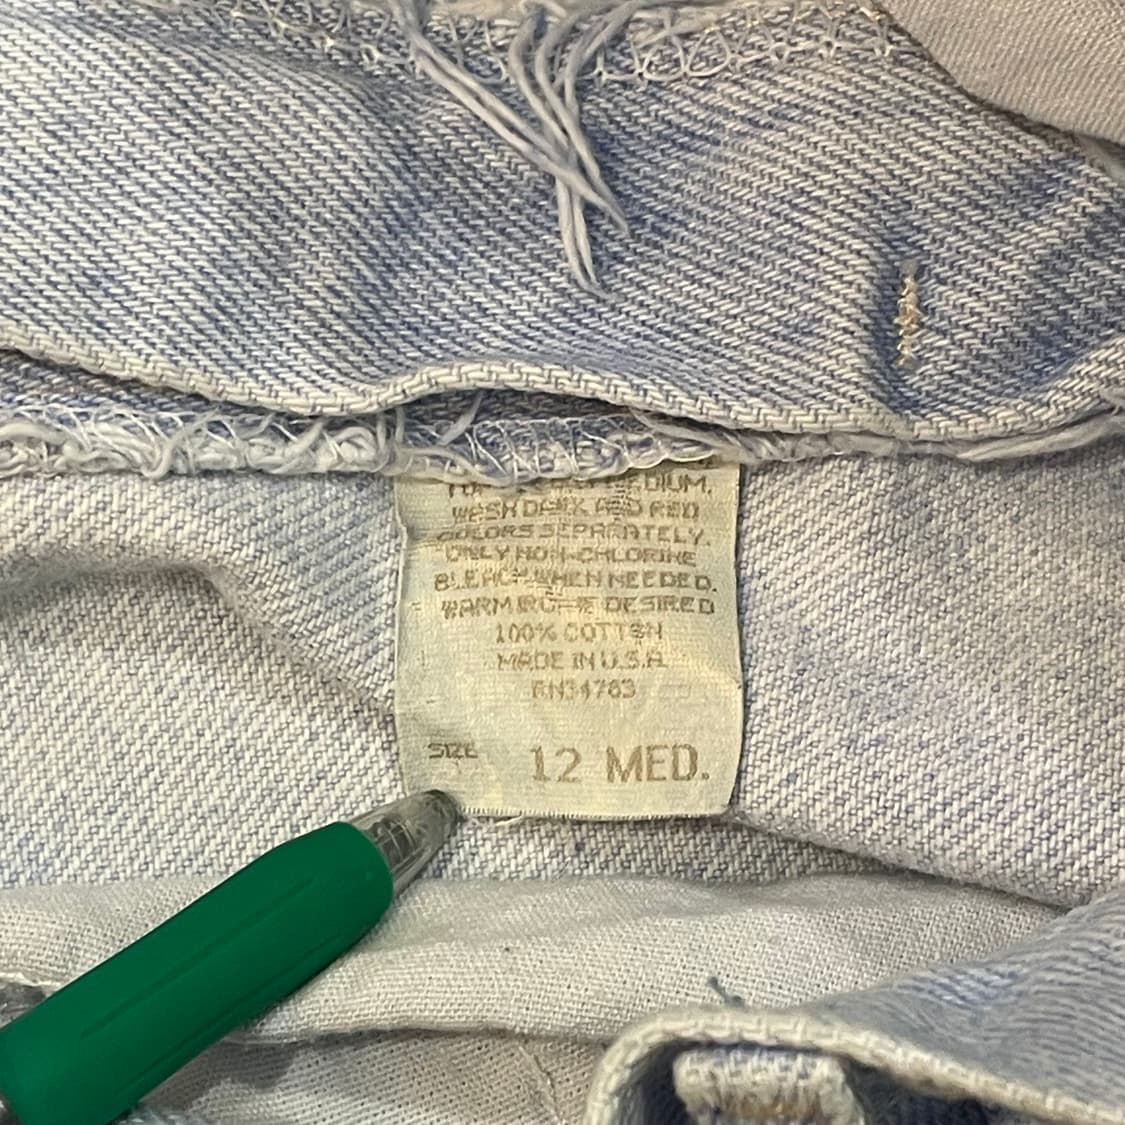 MEDIUM.
WASH DARK AND RED
COLORS SEPARATELY.
ONLY NON-CHLORINE
BLEACH WHEN NEEDED.
WARM IRON IF DESIRED
100% COTTON
MADE IN U.S.A.
RN34783
SIZE 12 MED.